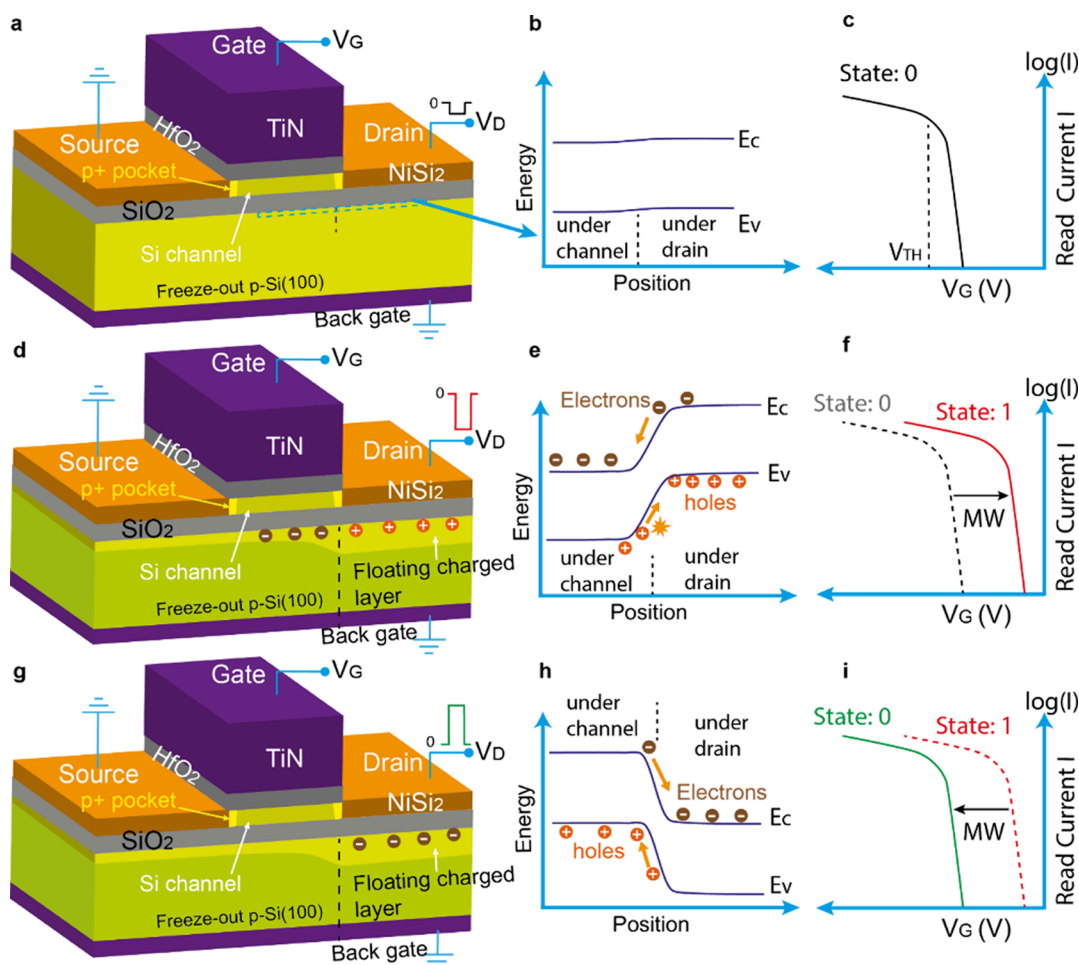 a
Gate
VG
TiN
HfO2
Source
Drain
0
VD
p+ pocket
NiSi2
SiO2
Si channel
Freeze-out p-Si(100)
Back gate
b
Energy
Ec
Ev
under
channel
under
drain
Position
c
State: 0
log(I)
Read Current I
VTH
VG (V)
d
Gate
VG
TiN
HfO2
Source
Drain
0
VD
p+ pocket
NiSi2
SiO2
Si channel
Floating charged
layer
Freeze-out p-Si(100)
Back gate
e
Energy
Electrons
Ec
Ev
holes
under
channel
under
drain
Position
f
State: 0
State: 1
log(I)
Read Current I
MW
VG (V)
g
Gate
VG
TiN
HfO2
Source
Drain
0
VD
p+ pocket
NiSi2
SiO2
Si channel
Floating charged
layer
Freeze-out p-Si(100)
Back gate
h
under
channel
under
drain
Energy
Electrons
Ec
holes
Ev
Position
i
State: 0
State: 1
log(I)
Read Current I
MW
VG (V)